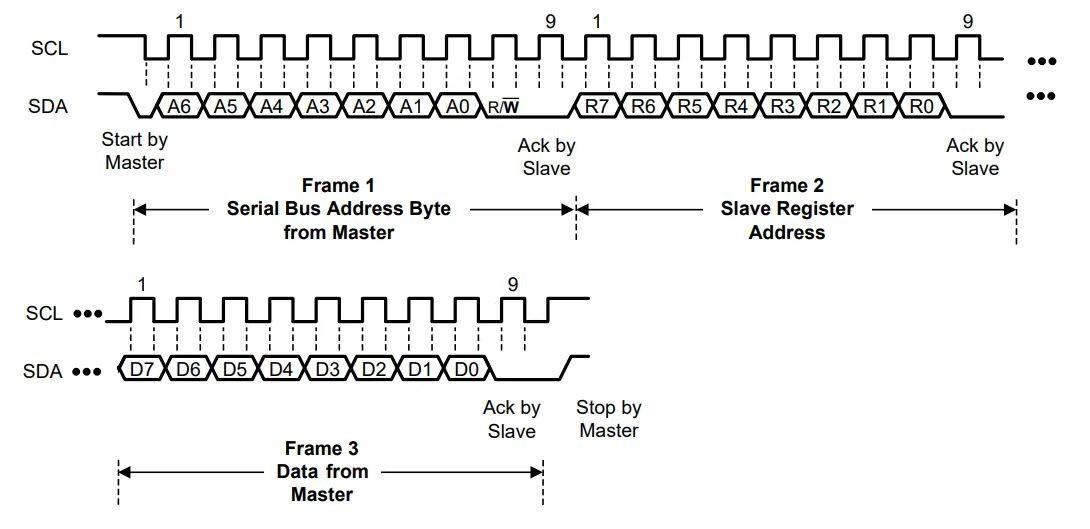 1 9 1 9
SCL
SDA A6 A5 A4 A3 A2 A1 A0 R/W̅ R7 R6 R5 R4 R3 R2 R1 R0
Start by
Master
Ack by
Slave
Ack by
Slave
Frame 1
Serial Bus Address Byte
from Master
Frame 2
Slave Register
Address
1 9
SCL
SDA D7 D6 D5 D4 D3 D2 D1 D0
Ack by
Slave
Stop by
Master
Frame 3
Data from
Master